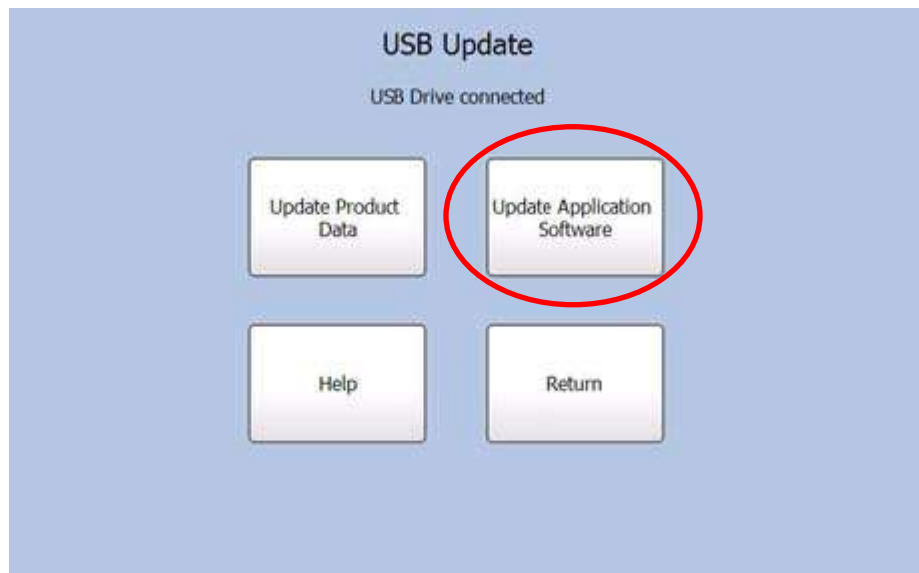 USB Update
USB Drive connected
Update Product
Data
Update Application
Software
Help
Return